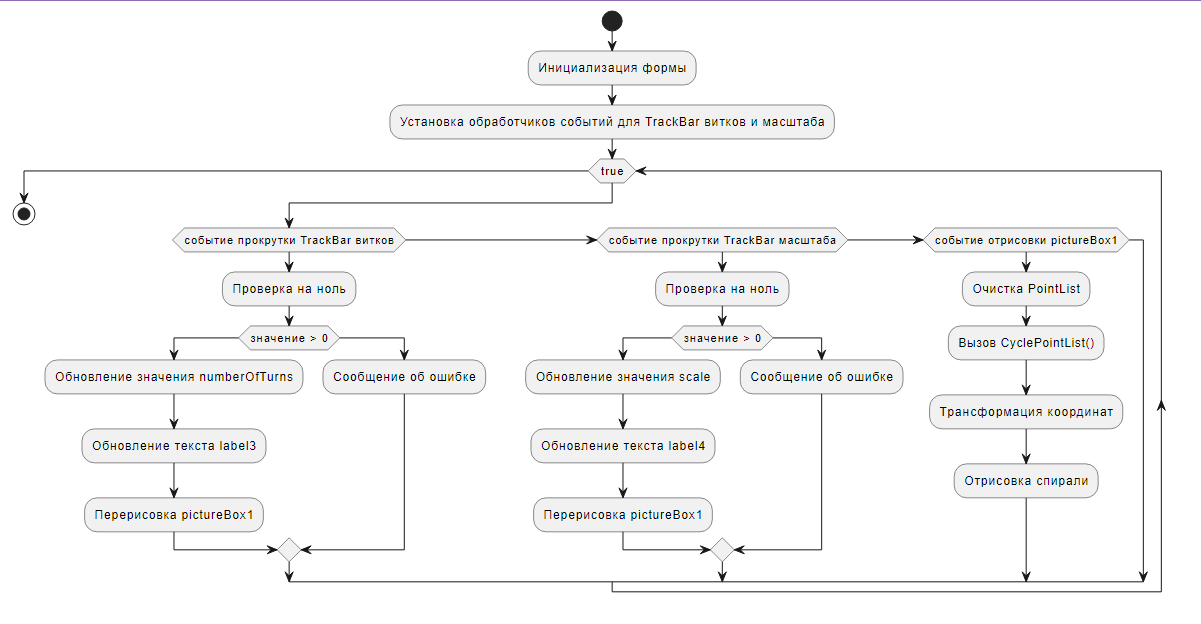 Инициализация формы
Установка обработчиков событий для TrackBar витков и масштаба
true
событие прокрутки TrackBar витков
событие прокрутки TrackBar масштаба
событие отрисовки pictureBox1
Проверка на ноль
Проверка на ноль
Очистка PointList
значение > 0
значение > 0
Вызов CyclePointList()
Обновление значения numberOfTurns
Сообщение об ошибке
Обновление значения scale
Сообщение об ошибке
Трансформация координат
Обновление текста label3
Обновление текста label4
Отрисовка спирали
Перерисовка pictureBox1
Перерисовка pictureBox1